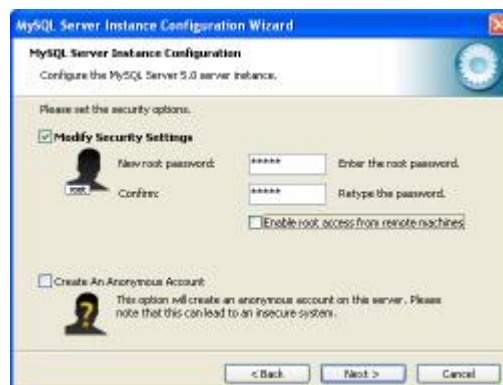 MySQL Server Instance Configuration Wizard
MySQL Server Instance Configuration
Configure the MySQL Server 5.0 server instance.
Please set the security options.
Modify Security Settings
New root password: ***** Enter the root password.
root
Confirm: ***** Retype the password.
Enable root access from remote machines
Create An Anonymous Account
This option will create an anonymous account on this server. Please
note that this can lead to an insecure system.
< Back Next > Cancel